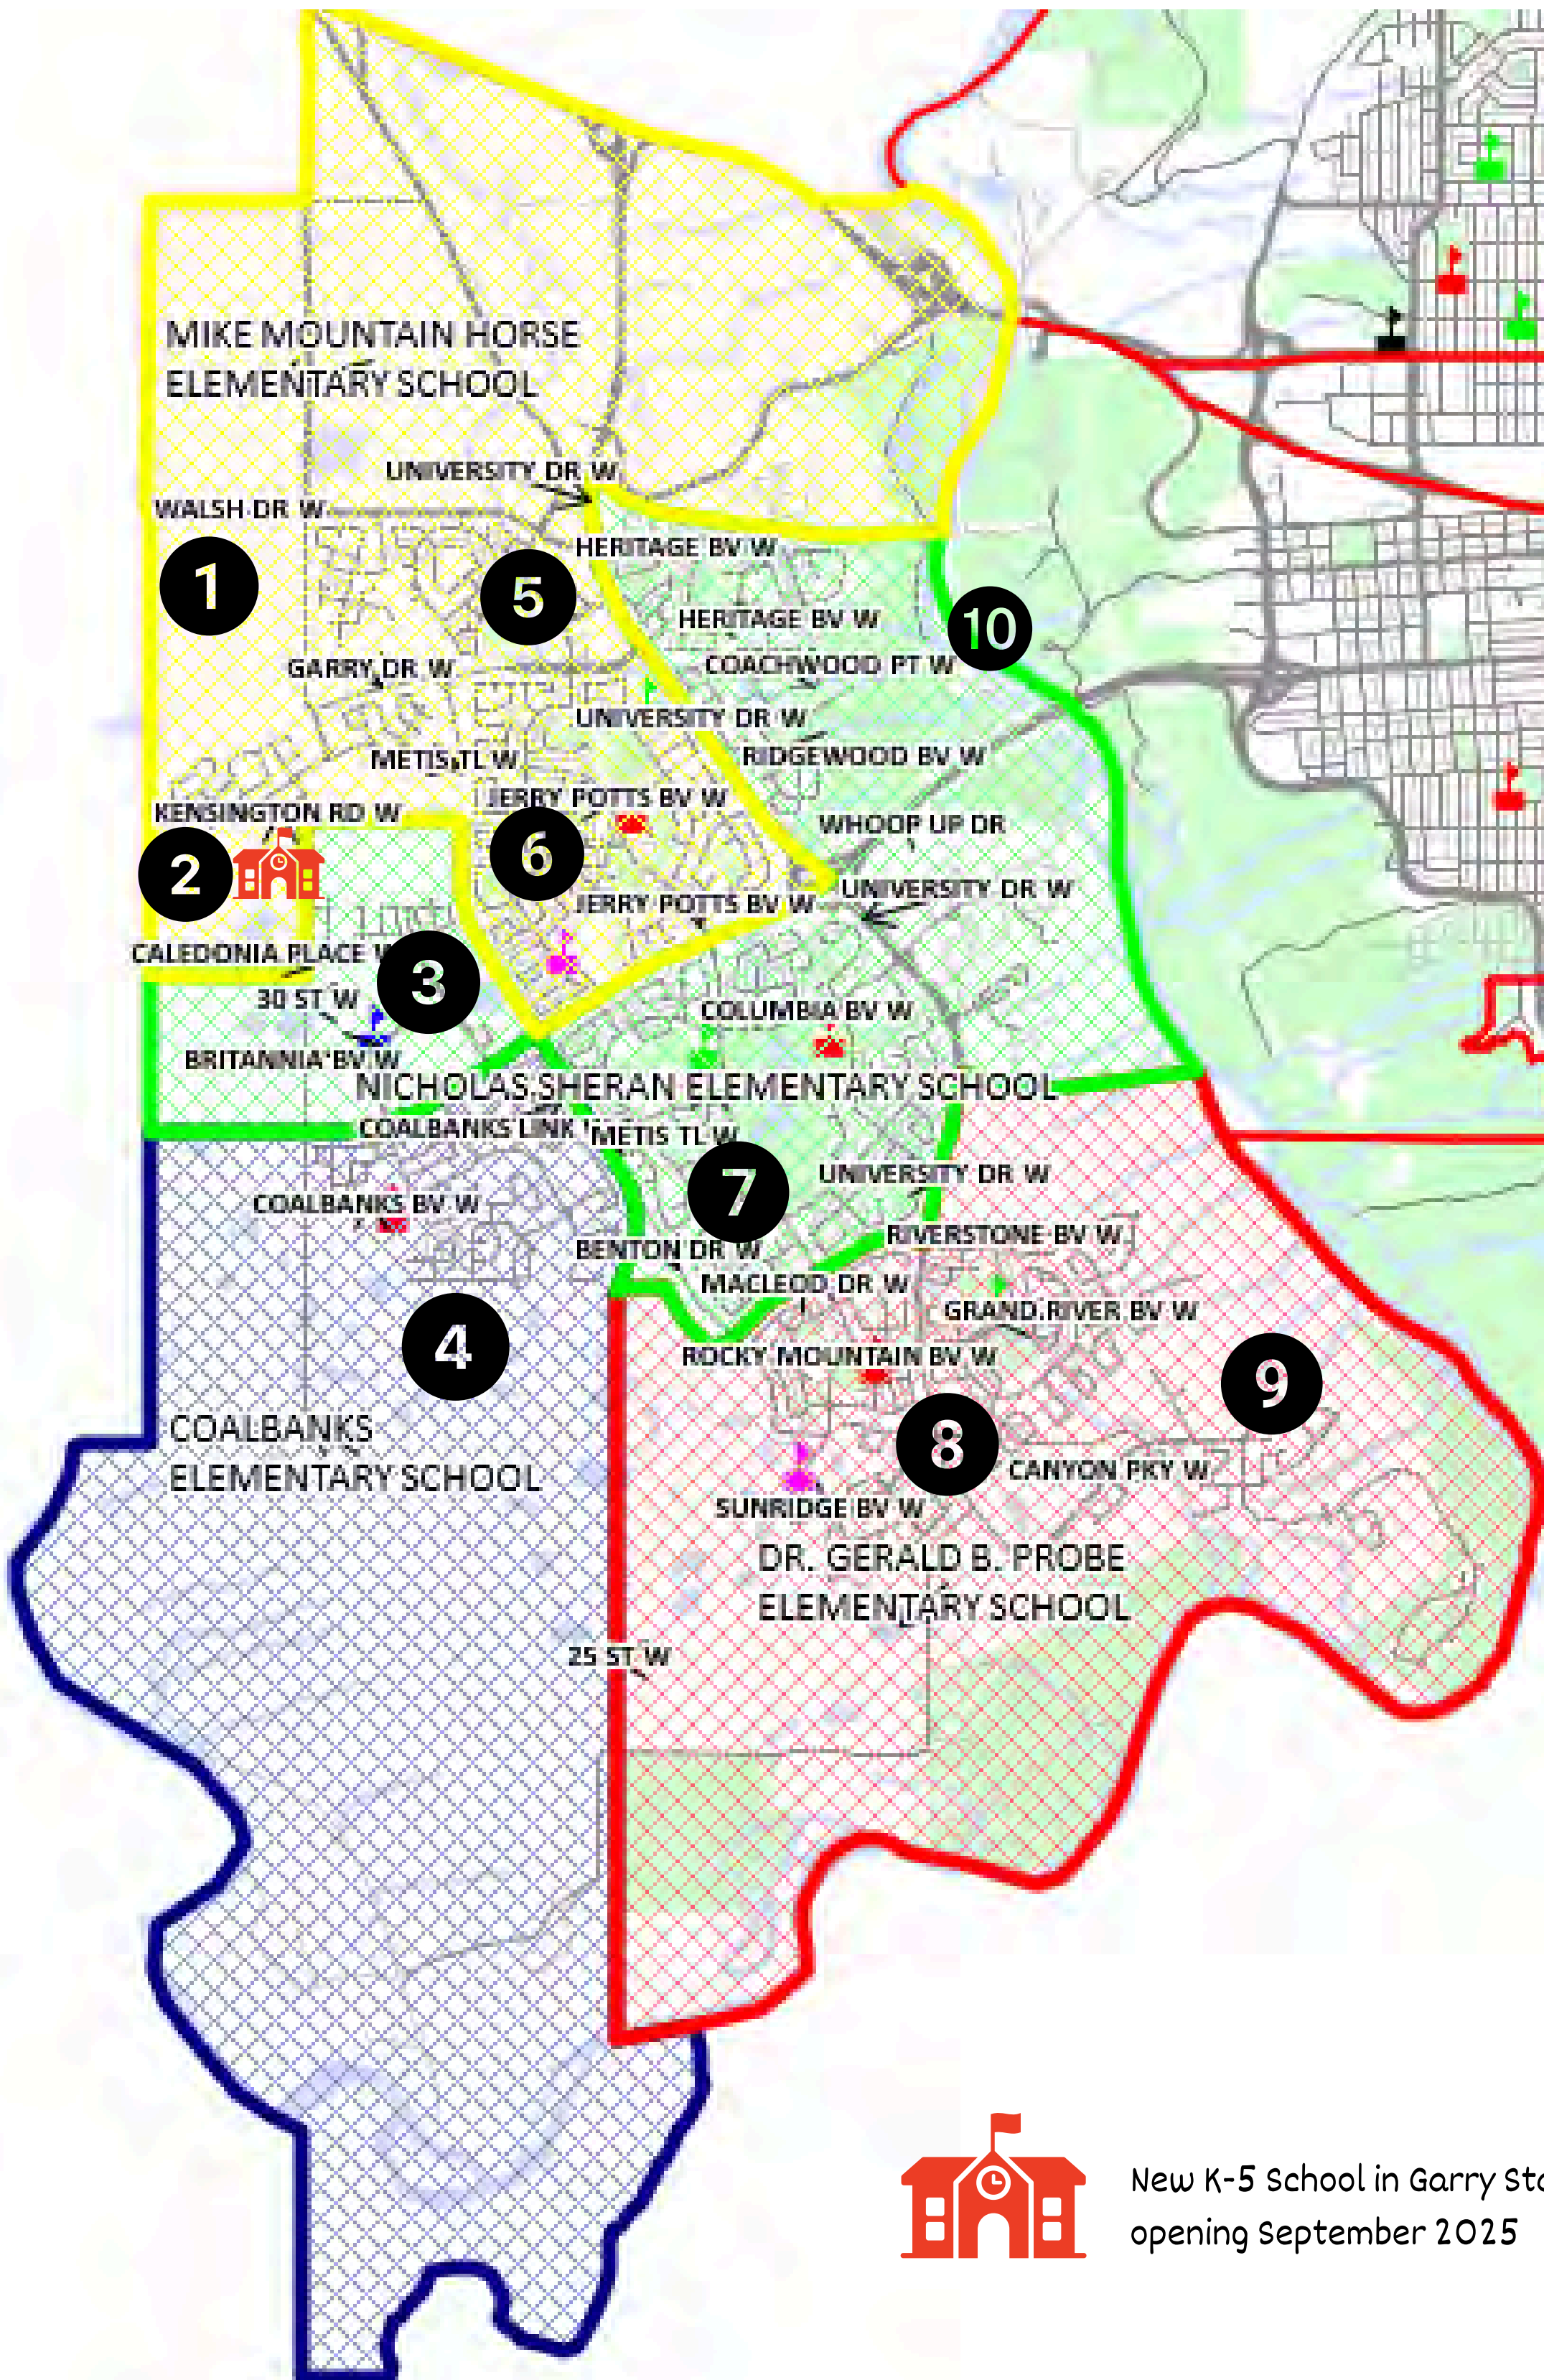 MIKE MOUNTAIN HORSE
ELEMENTARY SCHOOL
UNIVERSITY DR W
WALSH DR W
HERITAGE BV W
1
5
HERITAGE BV W
10
COACHWOOD PT W
GARRY DR W
UNIVERSITY DR W
RIDGEWOOD BV W
METIS TL W
JERRY POTTS BV W
KENSINGTON RD W
WHOOP UP DR
6
2
UNIVERSITY DR W
JERRY POTTS BV W
CALEDONIA PLACE W
3
30 ST W
COLUMBIA BV W
BRITANNIA BV W
NICHOLAS SHERAN ELEMENTARY SCHOOL
COALBANKS LINK
METIS TL W
UNIVERSITY DR W
7
COALBANKS BV W
RIVERSTONE BV W
BENTON DR W
MACLEOD DR W
GRAND RIVER BV W
4
ROCKY MOUNTAIN BV W
9
COALBANKS
ELEMENTARY SCHOOL
8
CANYON PKY W
SUNRIDGE BV W
DR. GERALD B. PROBE
ELEMENTARY SCHOOL
25 ST W
New K-5 School in Garry
opening September 2025